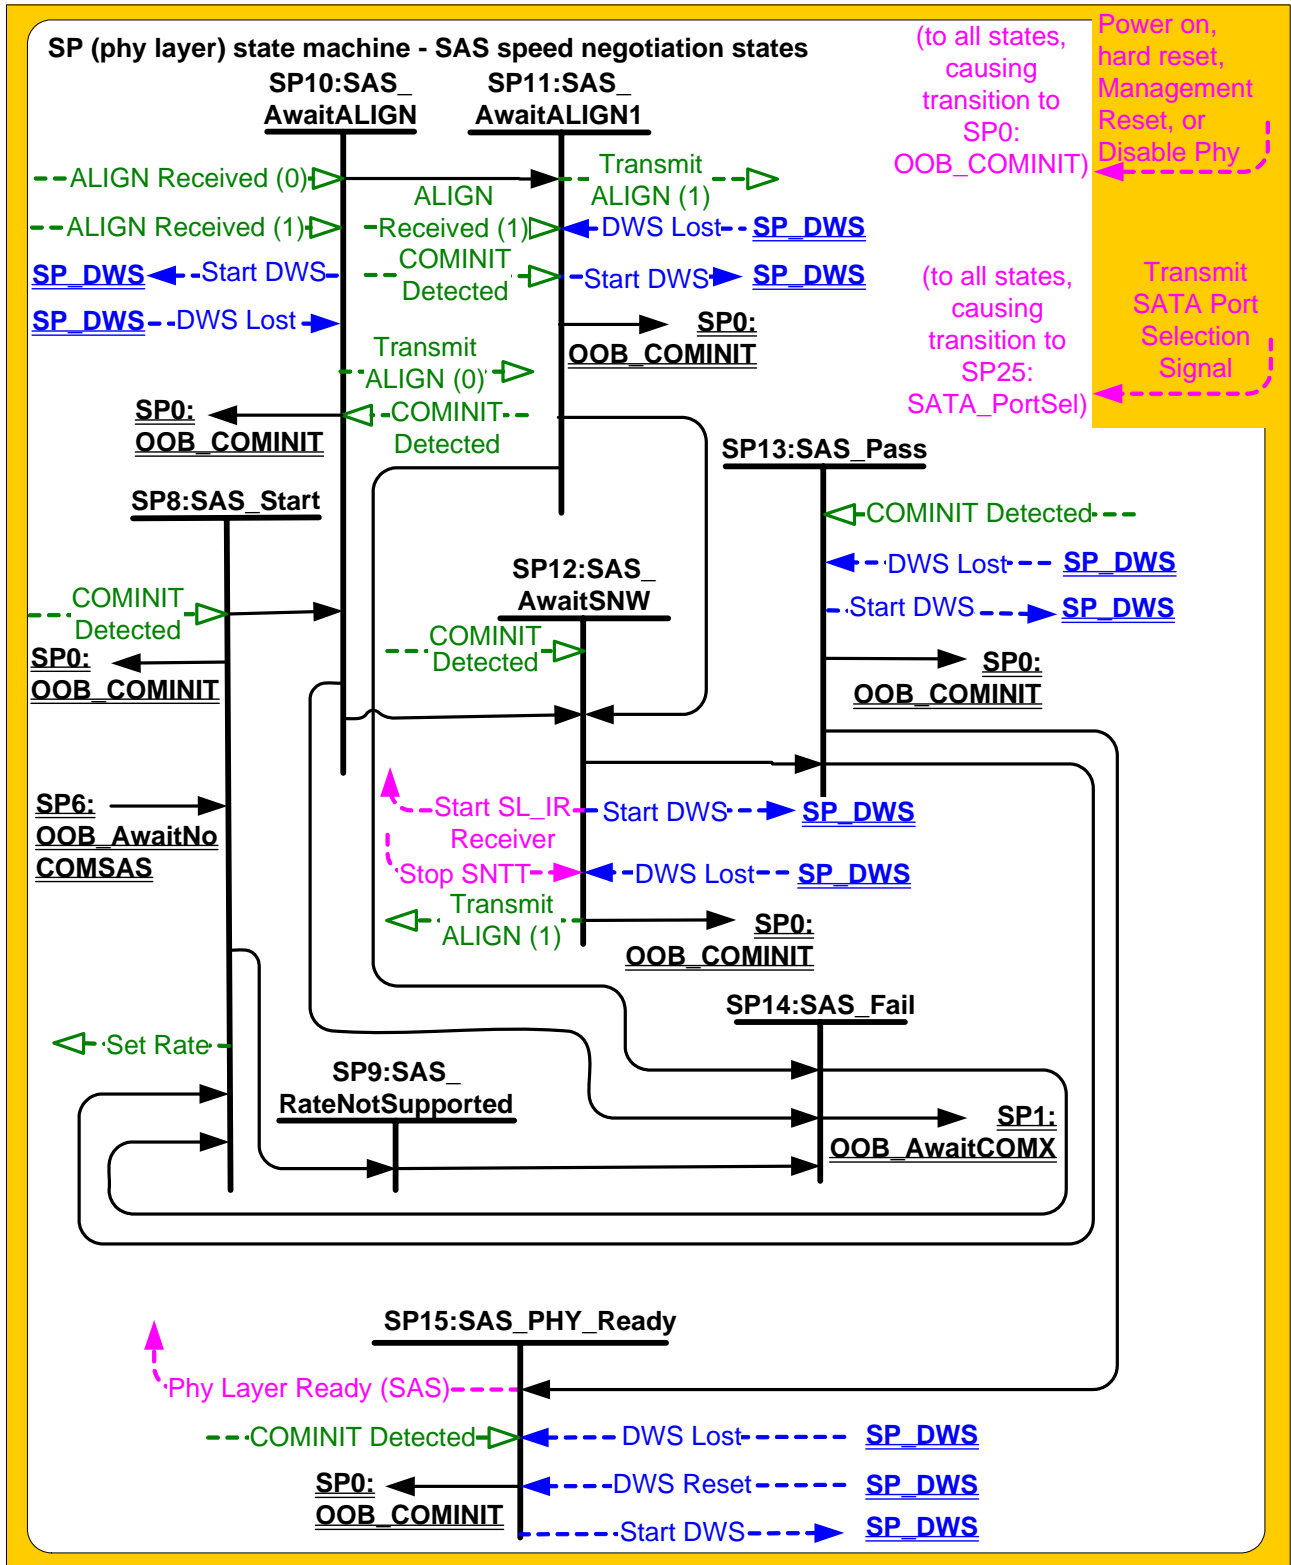 SP (phy layer) state machine - SAS speed negotiation states
(to all states,
causing
transition to
SP0:
OOB_COMINIT)
Power on,
hard reset,
Management
Reset, or
Disable Phy
SP10:SAS_
AwaitALIGN
SP11:SAS_
AwaitALIGN1
ALIGN Received (0)
ALIGN Received (1)
SP_DWS
Start DWS
SP_DWS
DWS Lost
Transmit
ALIGN (0)
SP0:
OOB_COMINIT
COMINIT
Detected
ALIGN
Received (1)
COMINIT
Detected
Transmit
ALIGN (1)
DWS Lost
SP_DWS
Start DWS
SP_DWS
SP0:
OOB_COMINIT
(to all states,
causing
transition to
SP25:
SATA_PortSel)
Transmit
SATA Port
Selection
Signal
SP13:SAS_Pass
COMINIT Detected
DWS Lost
SP_DWS
Start DWS
SP_DWS
SP0:
OOB_COMINIT
SP8:SAS_Start
COMINIT
Detected
SP0:
OOB_COMINIT
SP6:
OOB_AwaitNo
COMSAS
Set Rate
SP12:SAS_
AwaitSNW
COMINIT
Detected
Start SL_IR
Receiver
Start DWS
SP_DWS
Stop SNTT
DWS Lost
SP_DWS
Transmit
ALIGN (1)
SP0:
OOB_COMINIT
SP14:SAS_Fail
SP1:
OOB_AwaitCOMX
SP9:SAS_
RateNotSupported
SP15:SAS_PHY_Ready
Phy Layer Ready (SAS)
COMINIT Detected
DWS Lost
SP_DWS
SP0:
OOB_COMINIT
DWS Reset
SP_DWS
Start DWS
SP_DWS